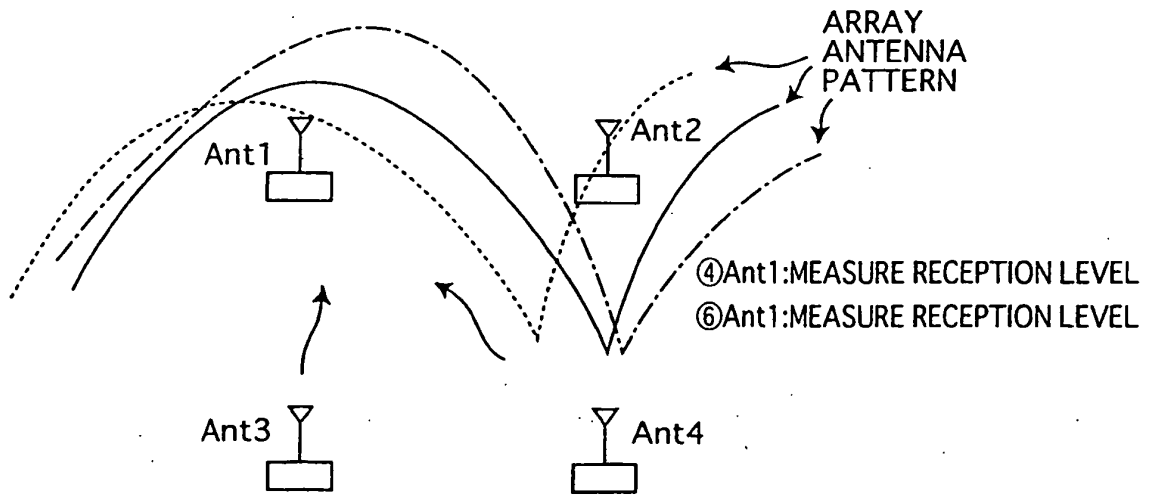 ARRAY
ANTENNA
PATTERN
Ant1
Ant2
④Ant1:MEASURE RECEPTION LEVEL
⑥Ant1:MEASURE RECEPTION LEVEL
Ant3
Ant4